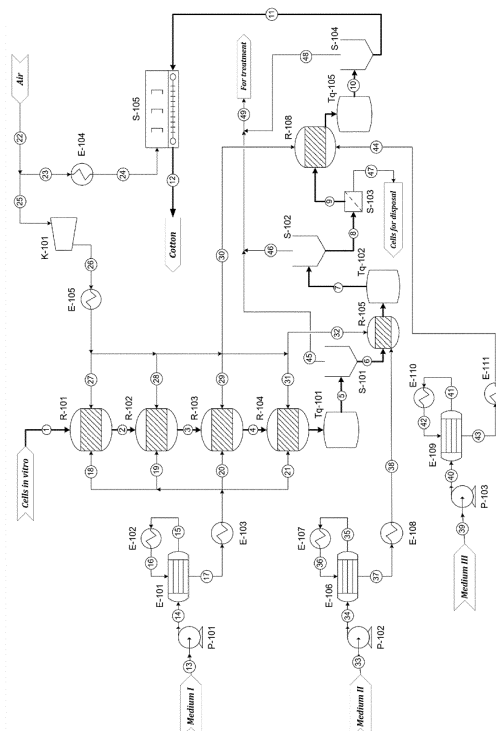 11
Air
S-105
S-104
48
For treatment
10
Tq-105
22
E-104
49
R-108
44
23
24
12
25
9
47
K-101
Cotton
S-102
8
S-103
Cells for disposal
30
46
26
Tq-102
E-105
7
R-105
32
45
S-101
6
27
28
29
31
R-101
R-102
R-103
R-104
Tq-101
5
E-110
41
E-111
Cells in vitro
1
2
3
4
42
18
19
20
21
38
E-109
43
40
P-103
E-102
15
E-103
E-107
35
E-108
39
16
36
Medium III
E-101
17
E-106
37
14
34
P-101
P-102
13
33
Medium I
Medium II